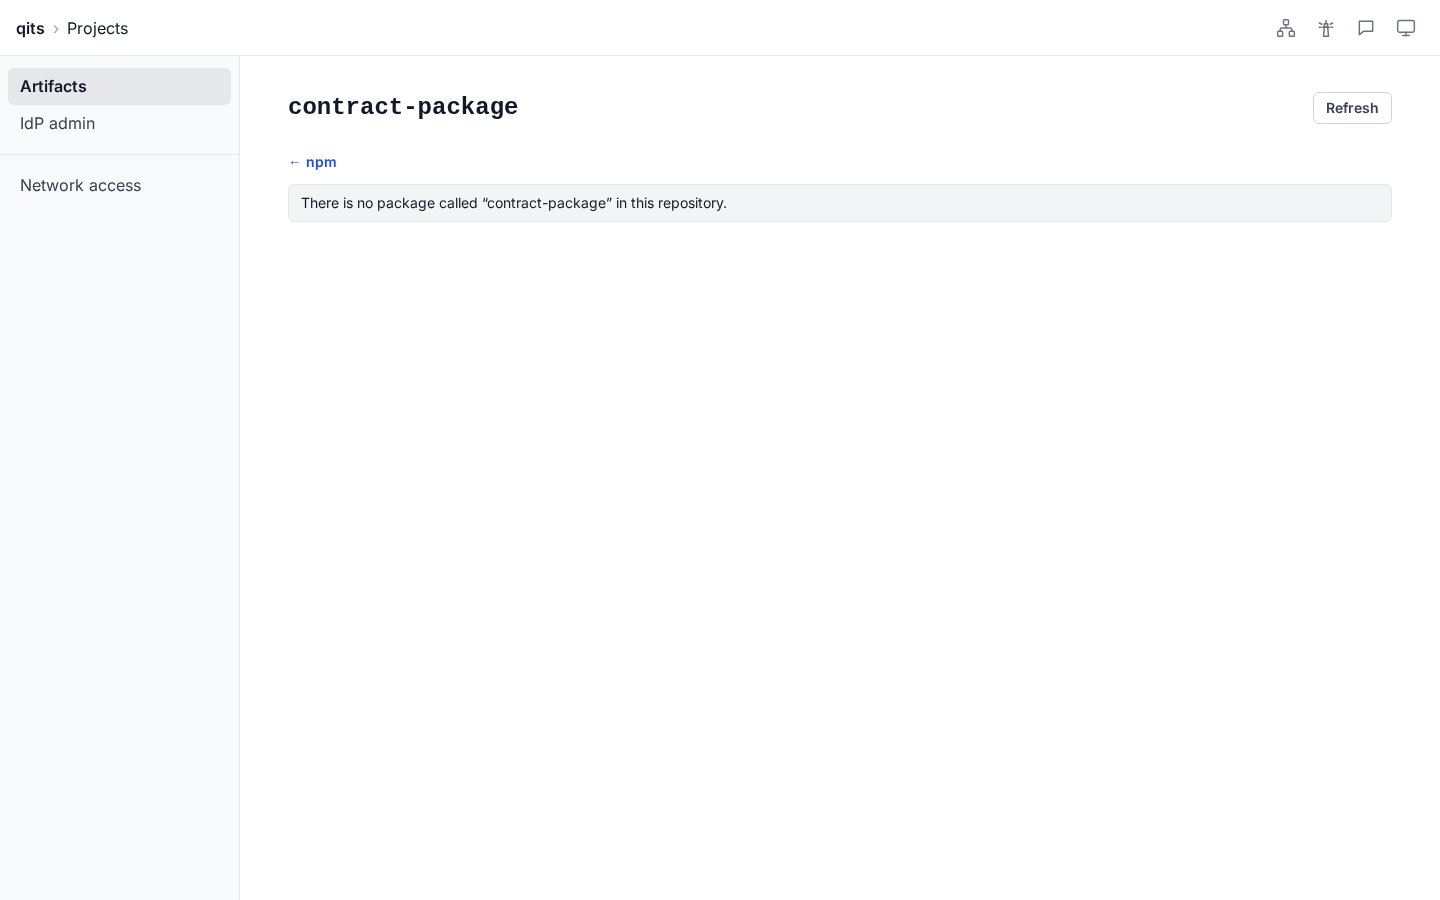 qits › Projects
Artifacts
IdP admin
Network access
contract-package
Refresh
← npm
There is no package called “contract-package” in this repository.